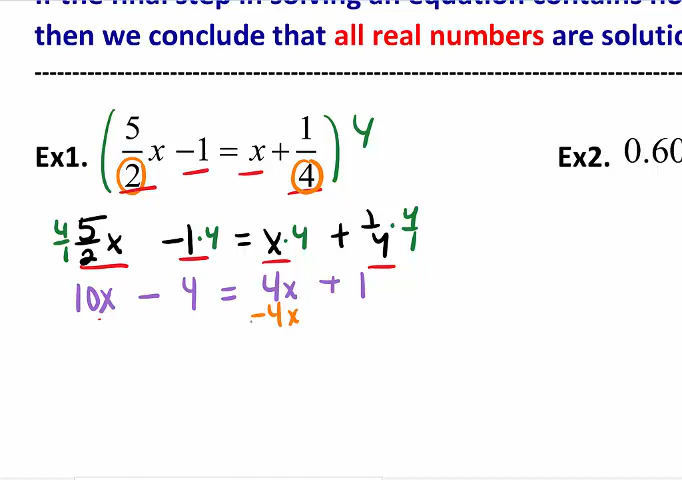 then we conclude that all real numbers are soluti
Ex1. ( 5/2 x − 1 = x + 1/4 ) 4
Ex2. 0.60
4/1 5/2 x −1·4 = x·4 + 1/4 · 4/1
10x − 4 = 4x + 1
−4x